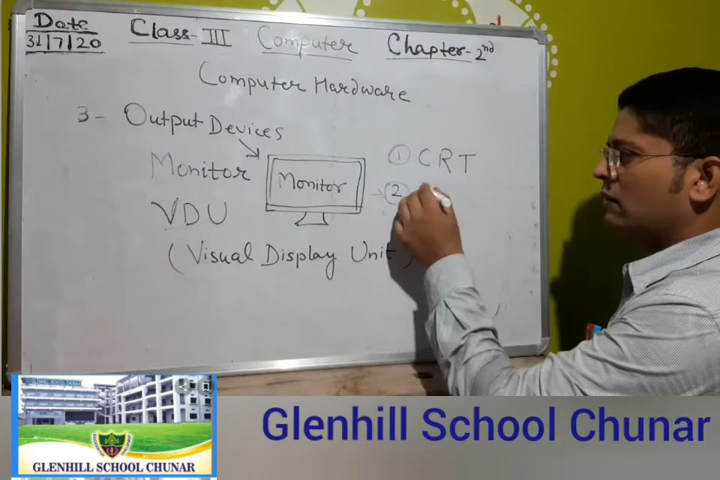 Date
31/7/20
Class-III Computer Chapter-2nd
Computer Hardware
3- Output Devices
Monitor
Monitor
VDU
(Visual Display Unit)
① CRT
②
GLENHILL SCHOOL CHUNAR
Glenhill School Chunar